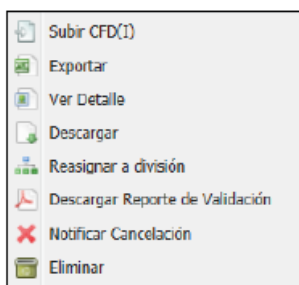 Subir CFD(I)
Exportar
Ver Detalle
Descargar
Reasignar a división
Descargar Reporte de Validación
Notificar Cancelación
Eliminar